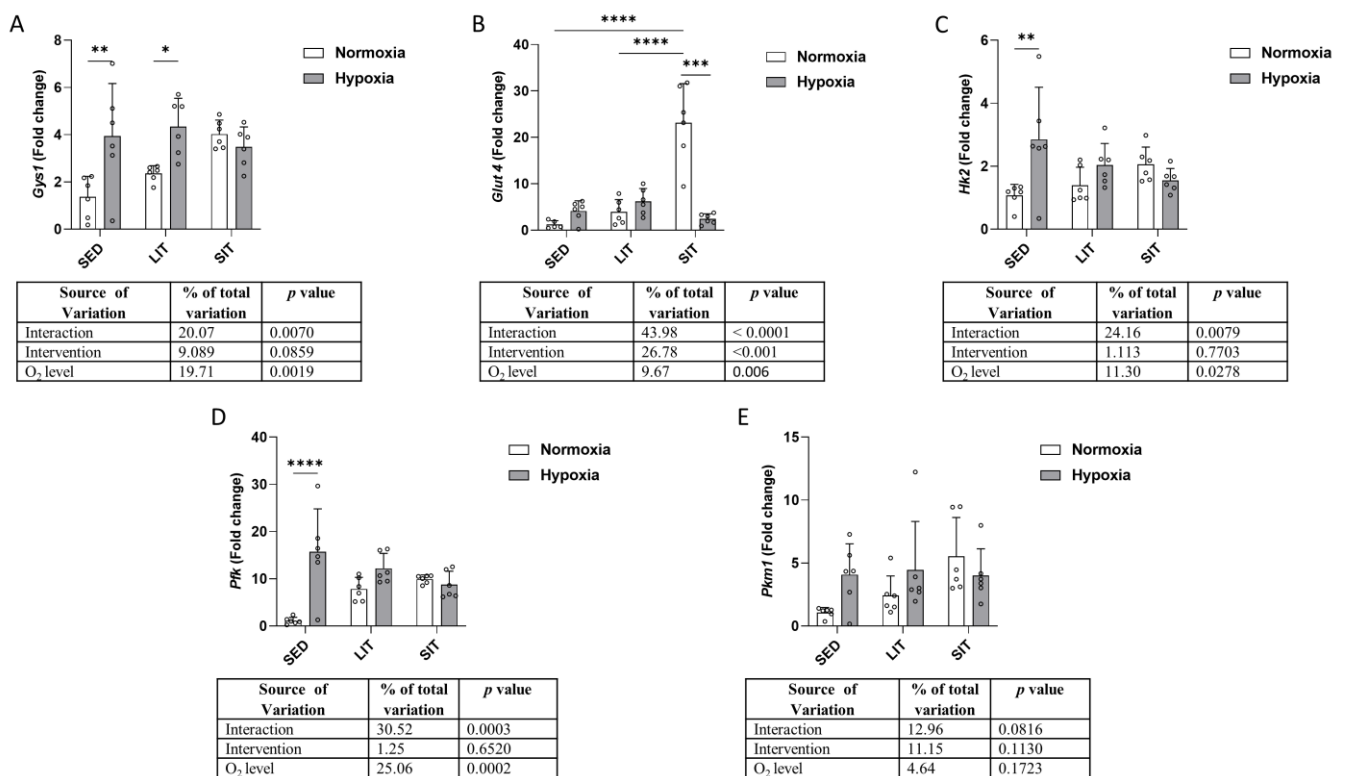 A
Gys1 (Fold change)
8
6
4
2
0
**
*
SED
LIT
SIT
Normoxia
Hypoxia
Source of Variation | % of total variation | p value
Interaction | 20.07 | 0.0070
Intervention | 9.089 | 0.0859
O₂ level | 19.71 | 0.0019
B
Glut 4 (Fold change)
40
30
20
10
0
****
****
***
SED
LIT
SIT
Normoxia
Hypoxia
Source of Variation | % of total variation | p value
Interaction | 43.98 | < 0.0001
Intervention | 26.78 | <0.001
O₂ level | 9.67 | 0.006
C
Hk2 (Fold change)
6
4
2
0
**
SED
LIT
SIT
Normoxia
Hypoxia
Source of Variation | % of total variation | p value
Interaction | 24.16 | 0.0079
Intervention | 1.113 | 0.7703
O₂ level | 11.30 | 0.0278
D
Pfk (Fold change)
40
30
20
10
0
****
SED
LIT
SIT
Normoxia
Hypoxia
Source of Variation | % of total variation | p value
Interaction | 30.52 | 0.0003
Intervention | 1.25 | 0.6520
O₂ level | 25.06 | 0.0002
E
Pkm1 (Fold change)
15
10
5
0
SED
LIT
SIT
Normoxia
Hypoxia
Source of Variation | % of total variation | p value
Interaction | 12.96 | 0.0816
Intervention | 11.15 | 0.1130
O₂ level | 4.64 | 0.1723